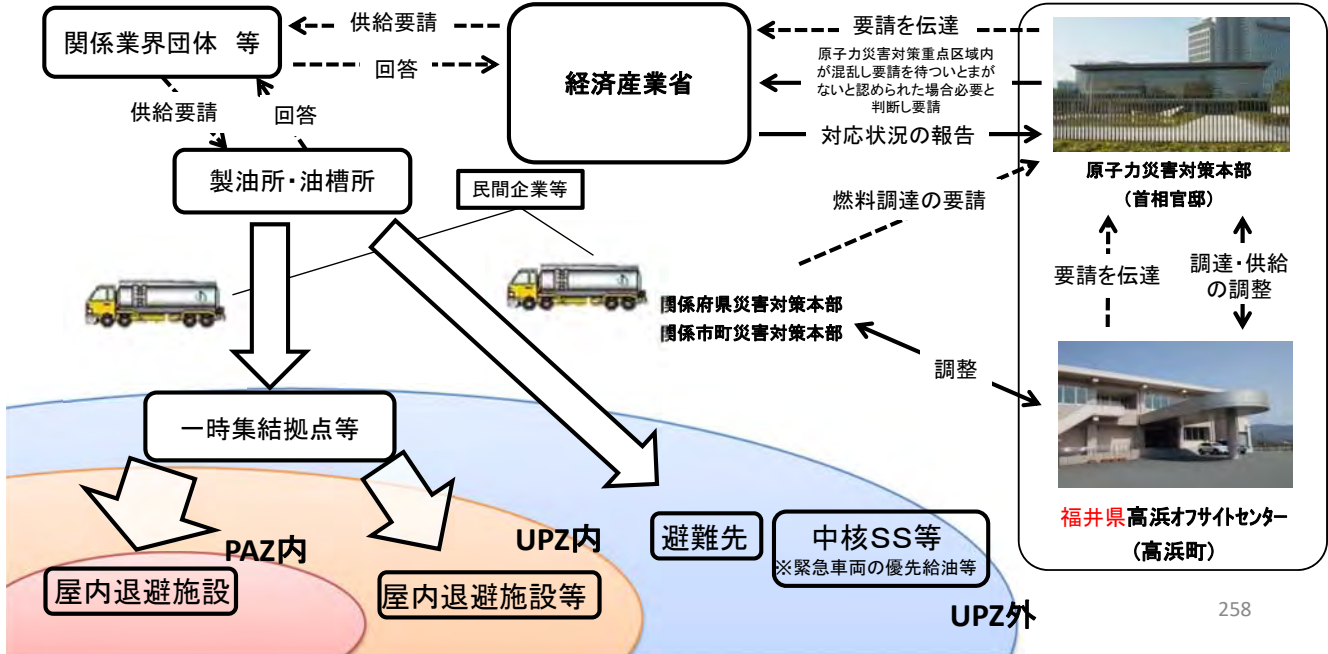 関係業界団体 等
供給要請
回答
供給要請
回答
製油所・油槽所
経済産業省
要請を伝達
原子力災害対策重点区域内
が混乱し要請を待ついとまが
ないと認められた場合必要と
判断し要請
対応状況の報告
民間企業等
燃料調達の要請
原子力災害対策本部
(首相官邸)
要請を伝達
調達・供給
の調整
関係府県災害対策本部
関係市町災害対策本部
調整
福井県高浜オフサイトセンター
(高浜町)
一時集結拠点等
PAZ内
屋内退避施設
UPZ内
屋内退避施設等
避難先
中核SS等
※緊急車両の優先給油等
UPZ外
258